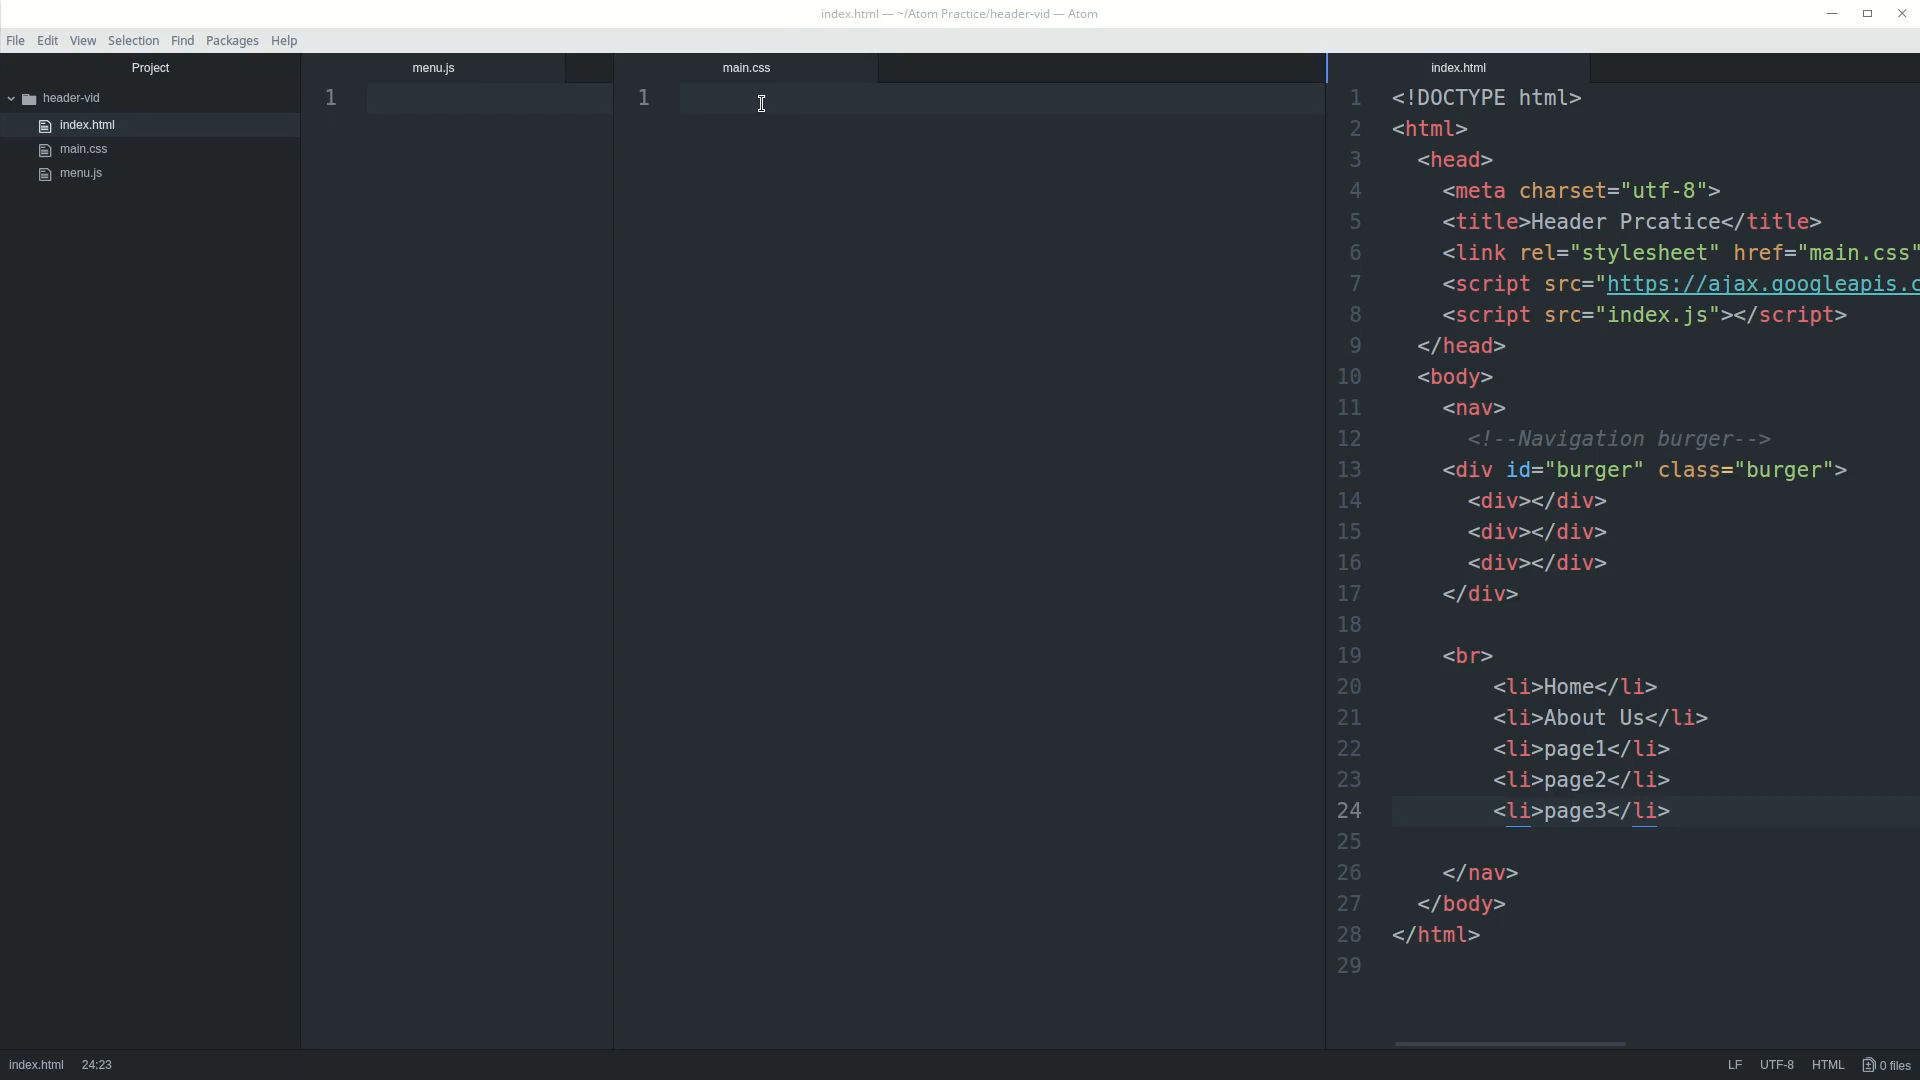 index.html — ~/Atom Practice/header-vid — Atom
File Edit View Selection Find Packages Help
Project
header-vid
index.html
main.css
menu.js
menu.js
1
main.css
1
index.html
1 <!DOCTYPE html>
2 <html>
3 <head>
4 <meta charset="utf-8">
5 <title>Header Prcatice</title>
6 <link rel="stylesheet" href="main.css"
7 <script src="https://ajax.googleapis.c
8 <script src="index.js"></script>
9 </head>
10 <body>
11 <nav>
12 <!--Navigation burger-->
13 <div id="burger" class="burger">
14 <div></div>
15 <div></div>
16 <div></div>
17 </div>
18
19 <br>
20 <li>Home</li>
21 <li>About Us</li>
22 <li>page1</li>
23 <li>page2</li>
24 <li>page3</li>
25
26 </nav>
27 </body>
28 </html>
29
index.html 24:23 LF UTF-8 HTML 0 files